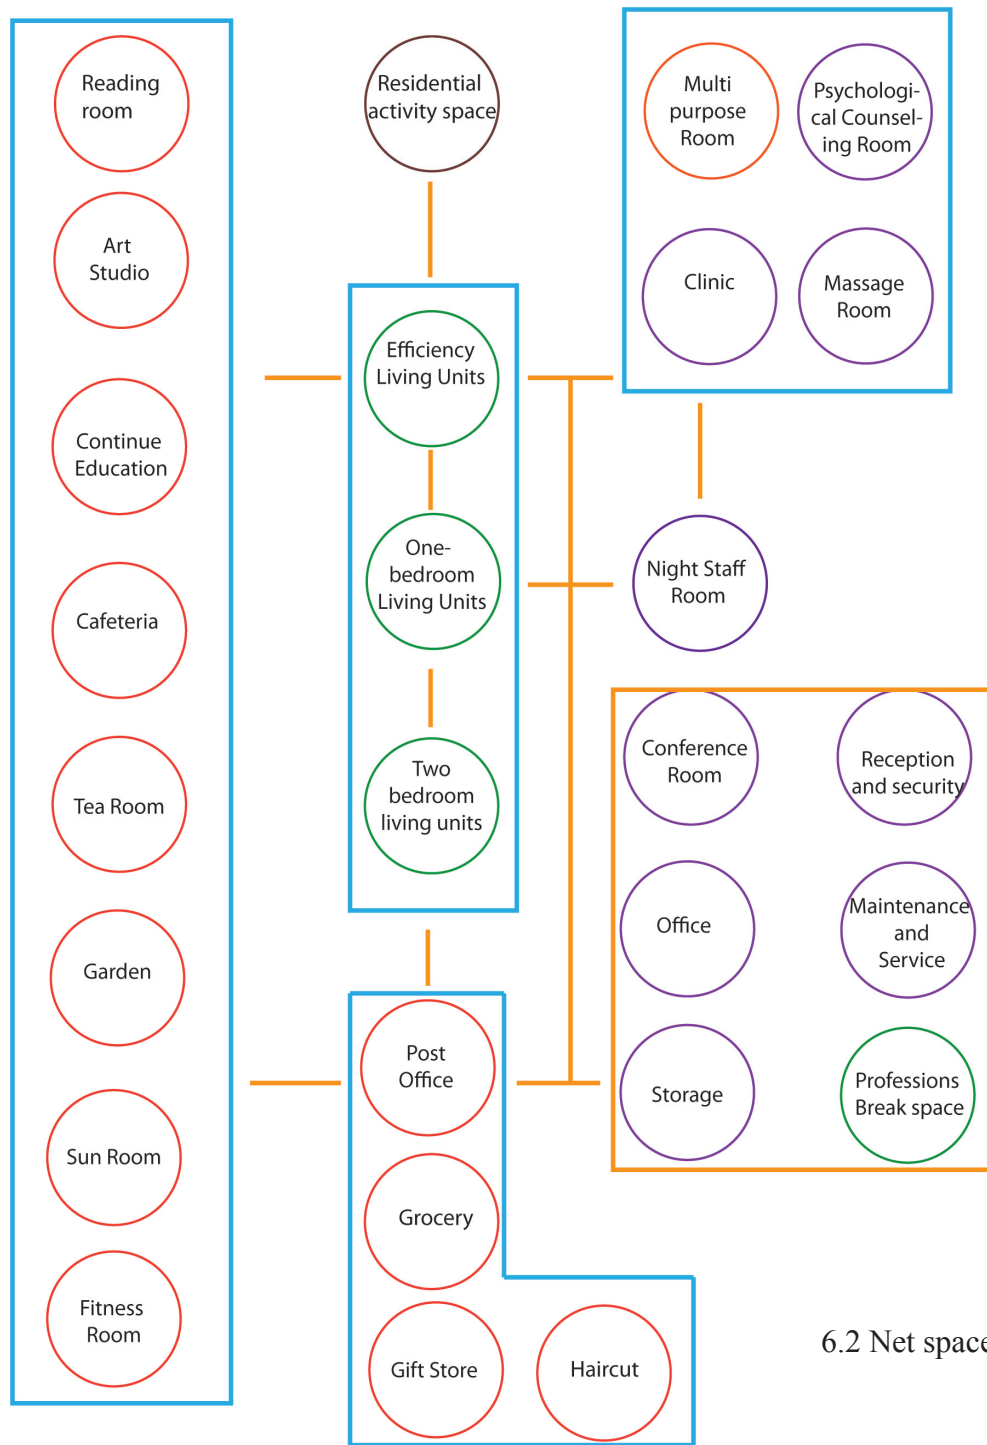 Reading
room
Art
Studio
Continue
Education
Cafeteria
Tea Room
Garden
Sun Room
Fitness
Room
Residential
activity space
Efficiency
Living Units
One-
bedroom
Living Units
Two
bedroom
living units
Post
Office
Grocery
Gift Store
Haircut
Multi
purpose
Room
Psychologi-
cal Counsel-
ing Room
Clinic
Massage
Room
Night Staff
Room
Conference
Room
Reception
and security
Office
Maintenance
and
Service
Storage
Professions
Break space
6.2 Net space